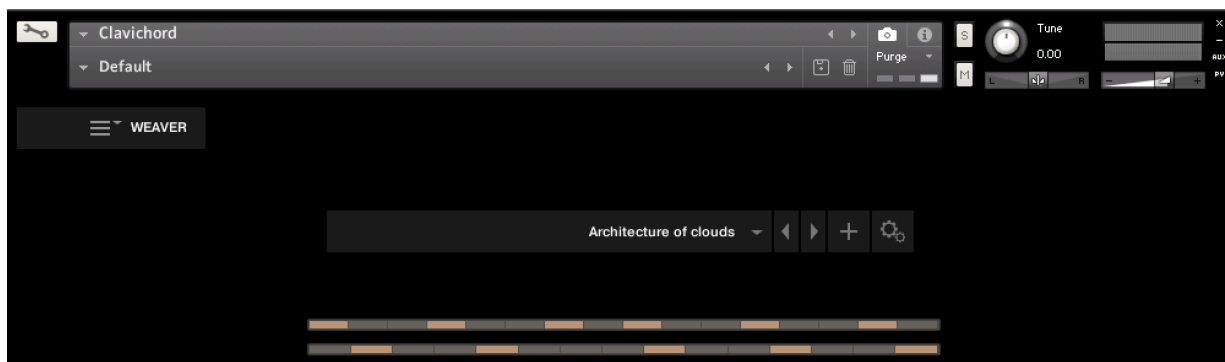 Clavichord
Default
Purge
S
M
Tune
0.00
L
R
AUX
PV
WEAVER
Architecture of clouds